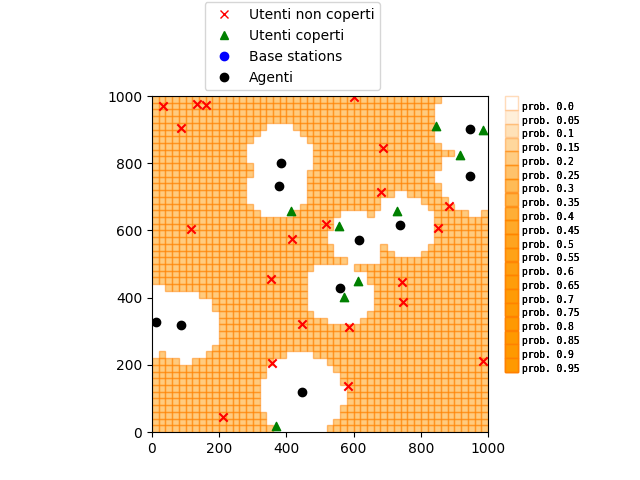 Utenti non coperti
Utenti coperti
Base stations
Agenti
1000
800
600
400
200
0
0
200
400
600
800
1000
prob. 0.0
prob. 0.05
prob. 0.1
prob. 0.15
prob. 0.2
prob. 0.25
prob. 0.3
prob. 0.35
prob. 0.4
prob. 0.45
prob. 0.5
prob. 0.55
prob. 0.6
prob. 0.65
prob. 0.7
prob. 0.75
prob. 0.8
prob. 0.85
prob. 0.9
prob. 0.95